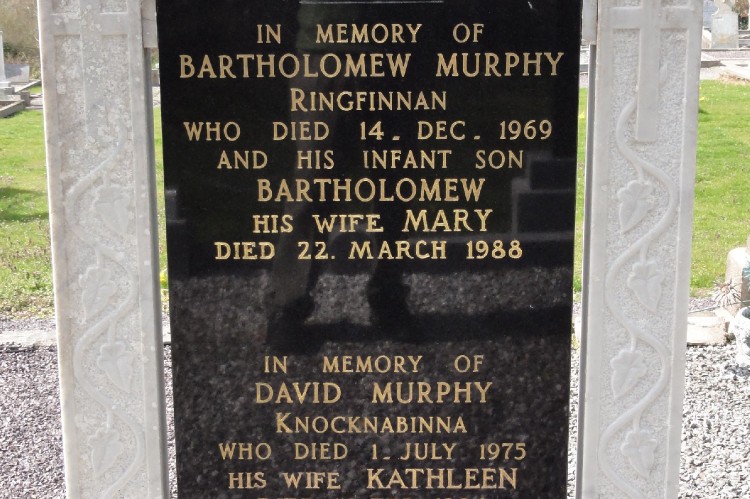 IN MEMORY OF
BARTHOLOMEW MURPHY
RINGFINNAN
WHO DIED 14 - DEC - 1969
AND HIS INFANT SON
BARTHOLOMEW
HIS WIFE MARY
DIED 22. MARCH 1988
IN MEMORY OF
DAVID MURPHY
KNOCKNABINNA
WHO DIED 1 - JULY 1975
HIS WIFE KATHLEEN